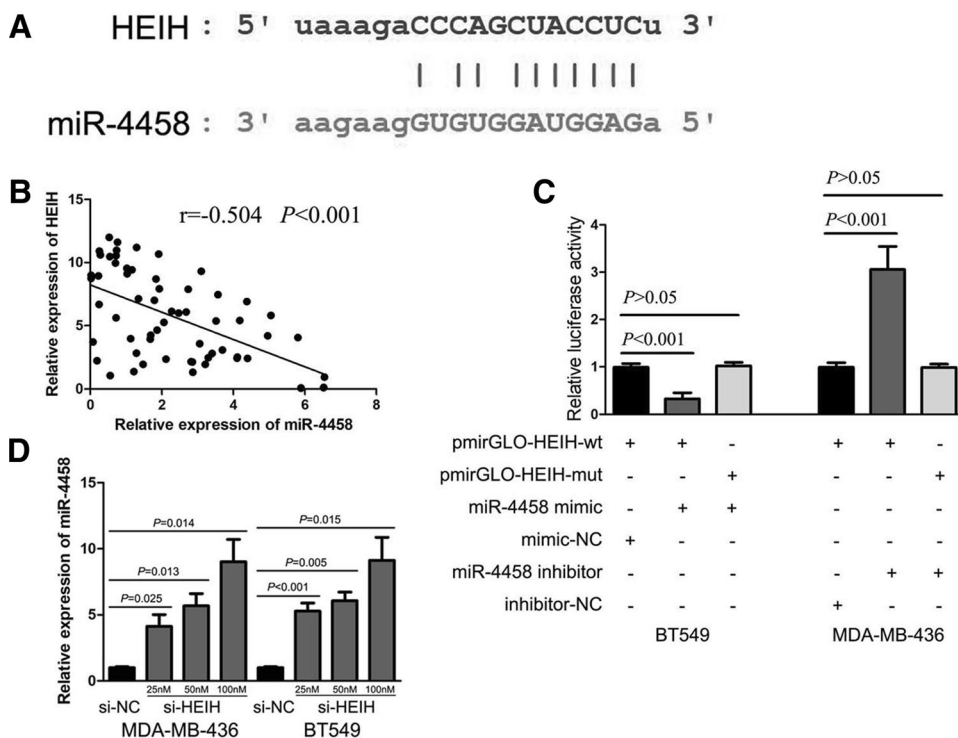 A
HEIH : 5' uaaagaCCCAGCUACCUCu 3'
miR-4458 : 3' aagaagGUGUGGAUGGAGa 5'
B
Relative expression of HEIH
15
10
5
0
r=-0.504 P<0.001
0 2 4 6 8
Relative expression of miR-4458
C
Relative luciferase activity
4
3
2
1
0
P>0.05
P<0.001
P>0.05
P<0.001
pmirGLO-HEIH-wt + + - + + -
pmirGLO-HEIH-mut - - + - - +
miR-4458 mimic - + + - - -
mimic-NC + - - - - -
miR-4458 inhibitor - - - - + +
inhibitor-NC - - - + - -
BT549 MDA-MB-436
D
Relative expression of miR-4458
15
10
5
0
P=0.014
P=0.013
P=0.025
P=0.015
P=0.005
P<0.001
25nM 50nM 100nM 25nM 50nM 100nM
si-NC si-HEIH si-NC si-HEIH
MDA-MB-436 BT549